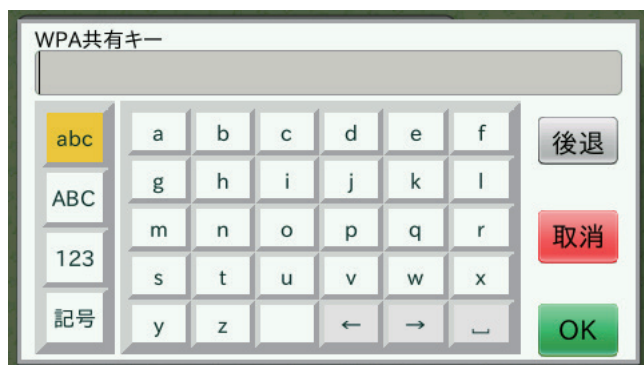 WPA共有キー
abc a b c d e f 後退
ABC g h i j k l
m n o p q r 取消
123 s t u v w x
記号 y z ← → ⌴ OK